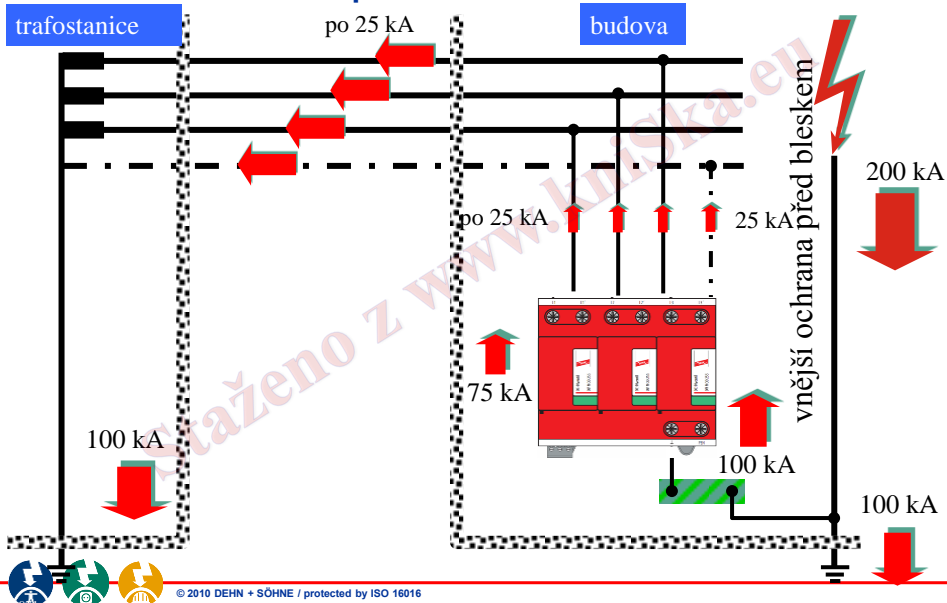 trafostanice
po 25 kA
budova
200 kA
po 25 kA
25 kA
vnější ochrana před bleskem
75 kA
100 kA
100 kA
100 kA
Staženo z www.kniSka.eu
© 2010 DEHN + SÖHNE / protected by ISO 16016